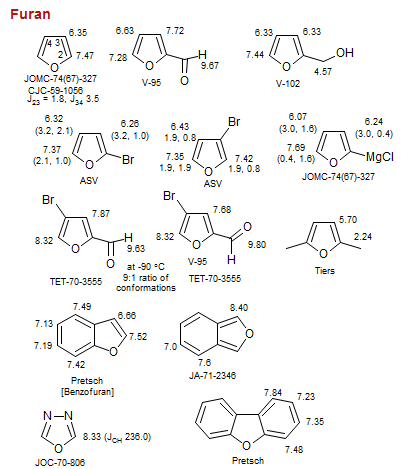 Furan
6.35
4 3
2
7.47
O
JOMC-74(67)-327
CJC-59-1056
J23 = 1.8, J34 3.5
6.63 7.72
7.28
O
H
9.67
O
V-95
6.33 6.33
7.44
O
OH
4.57
V-102
6.32
(3.2, 2.1)
6.26
(3.2, 1.0)
7.37
(2.1, 1.0)
O
Br
ASV
Br
6.43
1.9, 0.8
7.35
1.9, 1.9
O
7.42
1.9, 0.8
ASV
6.07
(3.0, 1.6)
6.24
(3.0, 0.4)
7.69
(0.4, 1.6)
O
MgCl
JOMC-74(67)-327
Br
7.87
8.32
O
H
9.63
O
TET-70-3555
at -90 °C
9:1 ratio of
conformations
Br
7.68
8.32
O
O
9.80
H
V-95
TET-70-3555
5.70
2.24
O
Tiers
7.49
6.66
7.13
7.52
7.19
O
7.42
Pretsch
[Benzofuran]
8.40
O
7.0
7.6
JA-71-2346
N N
O
8.33 (JCH 236.0)
JOC-70-806
7.84
7.23
7.35
O
7.48
Pretsch